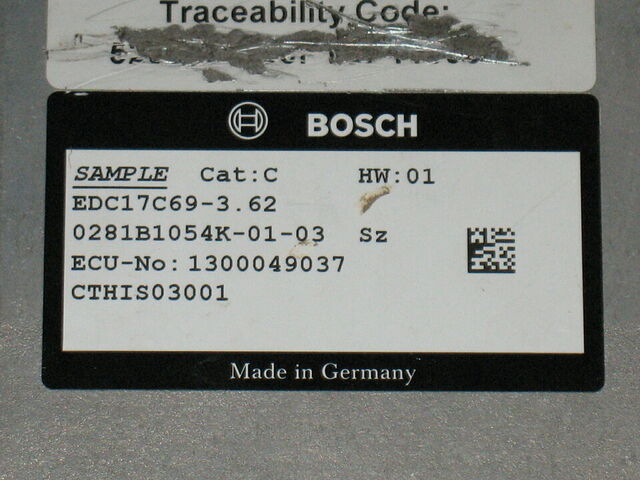 Traceability Code:
BOSCH
SAMPLE Cat:C HW:01
EDC17C69-3.62
0281B1054K-01-03 Sz
ECU-No:1300049037
CTHIS03001
Made in Germany